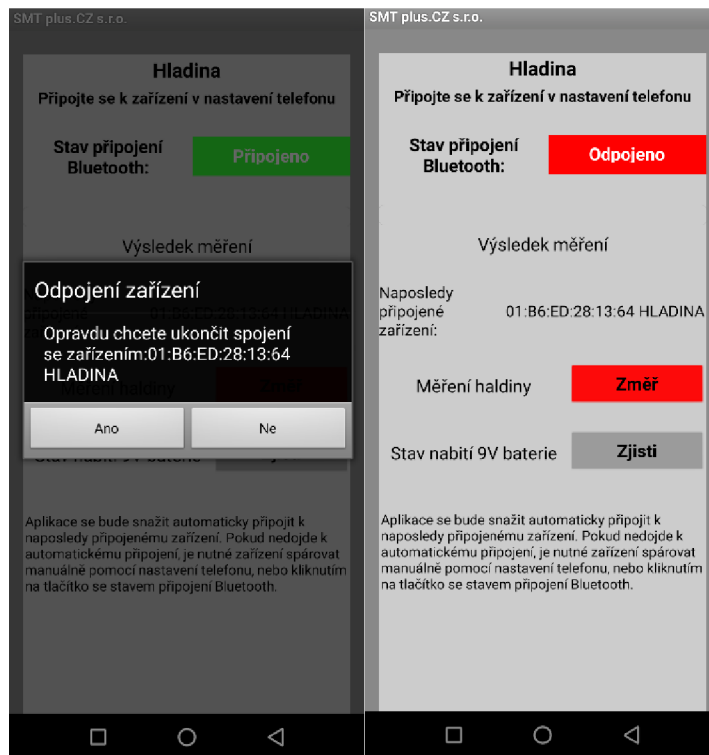 SMT plus.CZ s.r.o.
Hladina
Připojte se k zařízení v nastavení telefonu
Stav připojení
Bluetooth:
Připojeno
Výsledek měření
Odpojení zařízení
Opravdu chcete ukončit spojení
se zařízením:01:B6:ED:28:13:64
HLADINA
Ano
Ne
Stav nabití 9V baterie
Aplikace se bude snažit automaticky připojit k
naposledy připojenému zařízení. Pokud nedojde k
automatickému připojení, je nutné zařízení spárovat
manuálně pomocí nastavení telefonu, nebo kliknutím
na tlačítko se stavem připojení Bluetooth.
SMT plus.CZ s.r.o.
Hladina
Připojte se k zařízení v nastavení telefonu
Stav připojení
Bluetooth:
Odpojeno
Výsledek měření
Naposledy
připojené
zařízení:
01:B6:ED:28:13:64 HLADINA
Měření haldiny
Změř
Stav nabití 9V baterie
Zjisti
Aplikace se bude snažit automaticky připojit k
naposledy připojenému zařízení. Pokud nedojde k
automatickému připojení, je nutné zařízení spárovat
manuálně pomocí nastavení telefonu, nebo kliknutím
na tlačítko se stavem připojení Bluetooth.